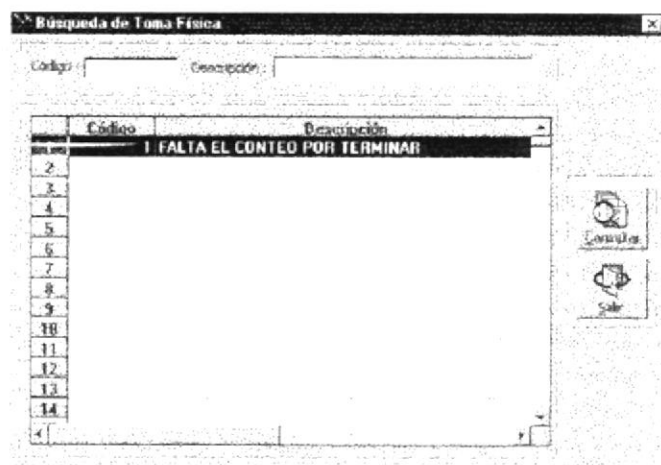 Búsqueda de Toma Física
Código : Descripción :
Código Descripción
1 1 FALTA EL CONTEO POR TERMINAR
2
3
4
5
6
7
8
9
10
11
12
13
14
Consultar
Salir